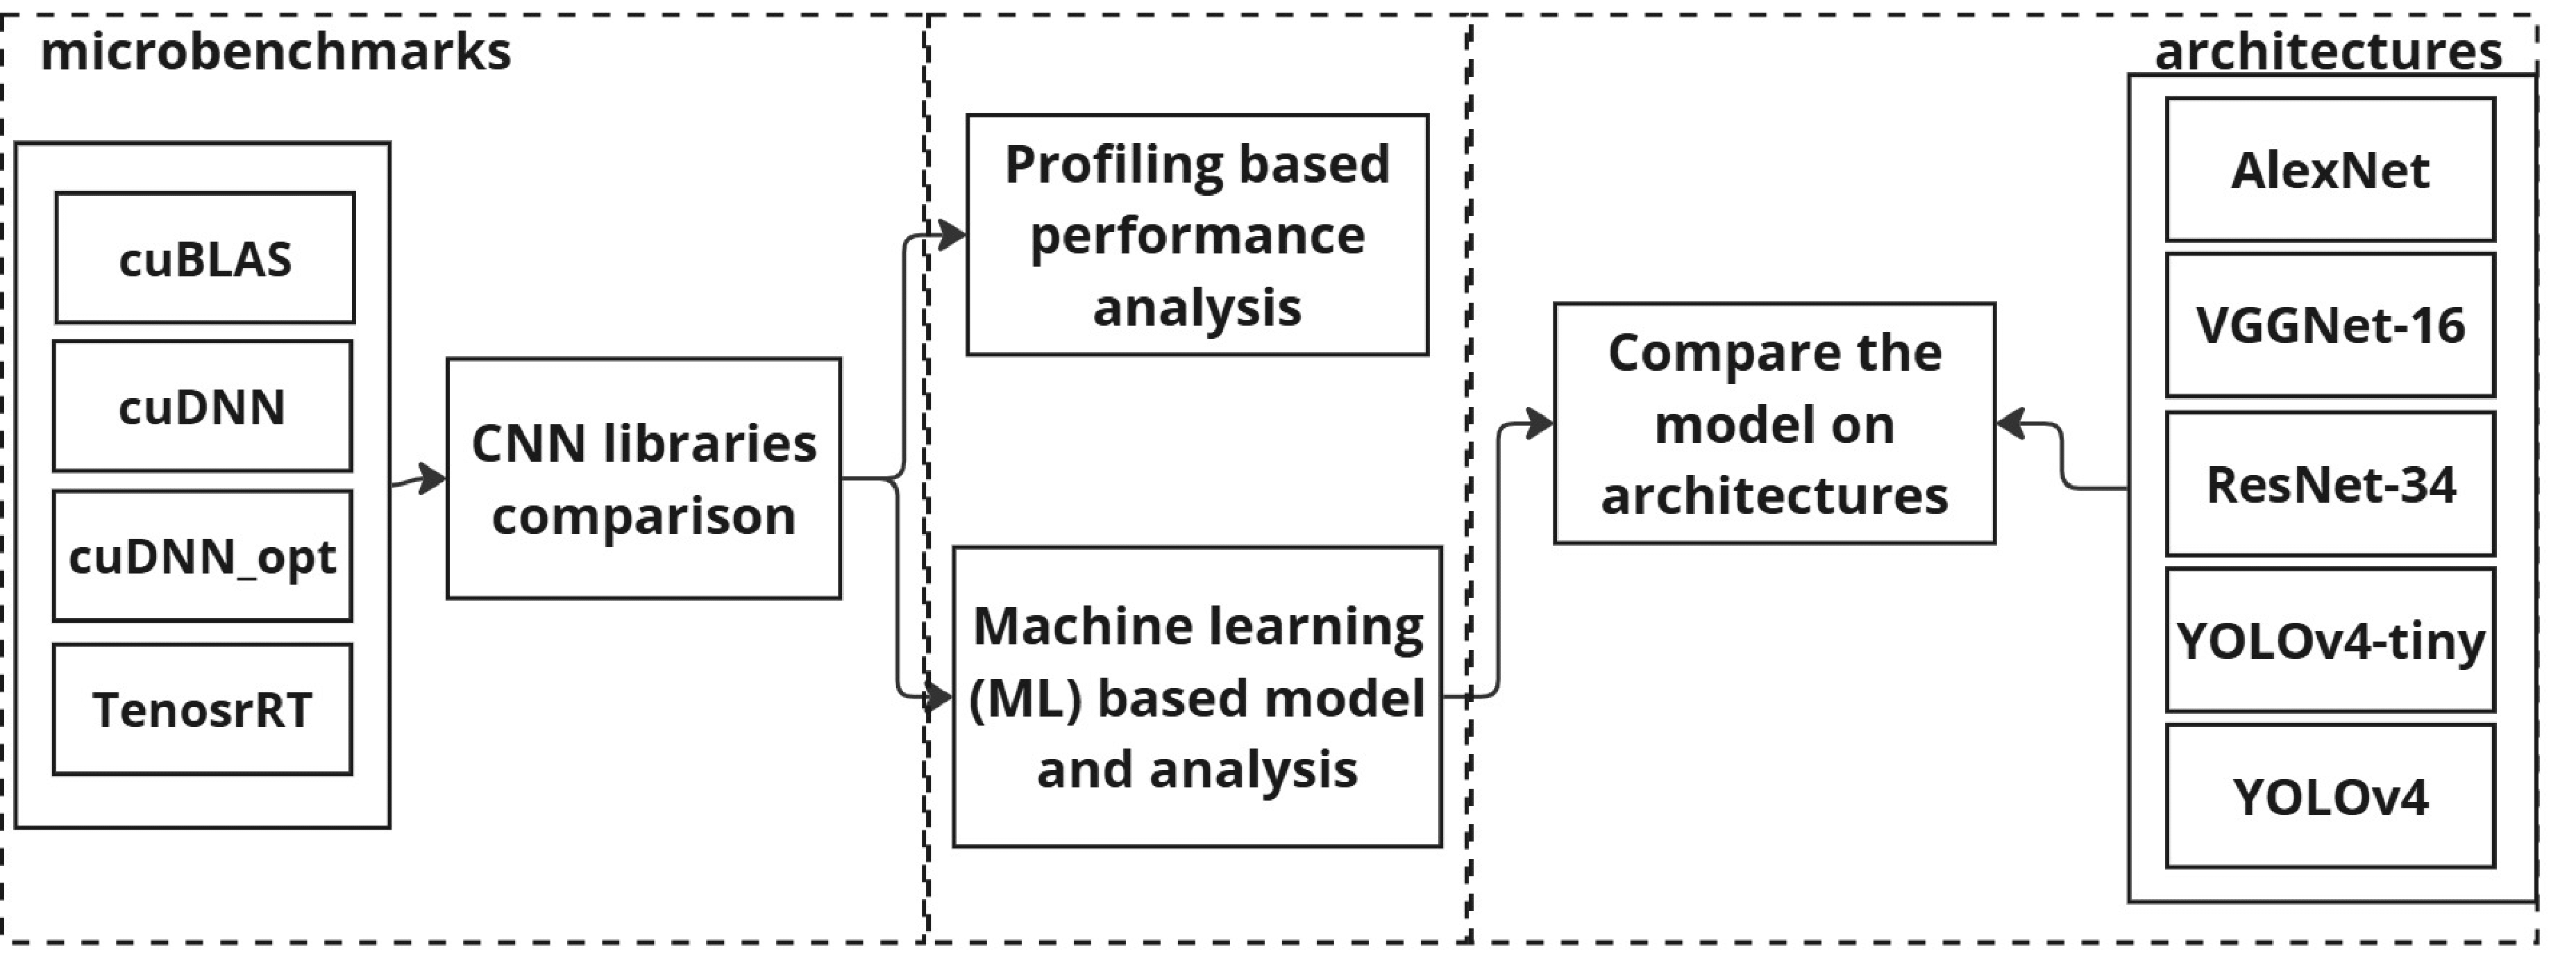 microbenchmarks
cuBLAS
cuDNN
cuDNN_opt
TenosrRT
CNN libraries
comparison
Profiling based
performance
analysis
Machine learning
(ML) based model
and analysis
Compare the
model on
architectures
architectures
AlexNet
VGGNet-16
ResNet-34
YOLOv4-tiny
YOLOv4